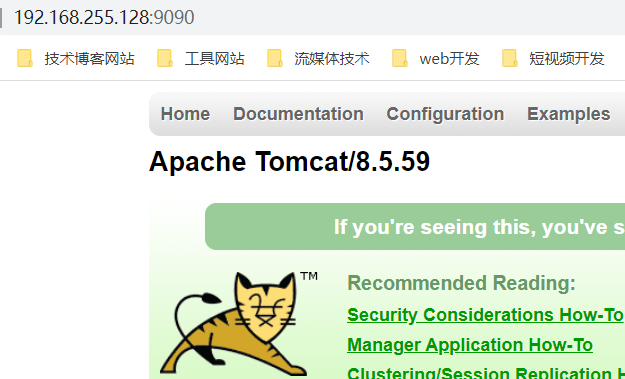 192.168.255.128:9090
技术博客网站 工具网站 流媒体技术 web开发 短视频开发
Home Documentation Configuration Examples
Apache Tomcat/8.5.59
If you're seeing this, you've s
TM
Recommended Reading:
Security Considerations How-To
Manager Application How-To
Clustering/Session Replication H